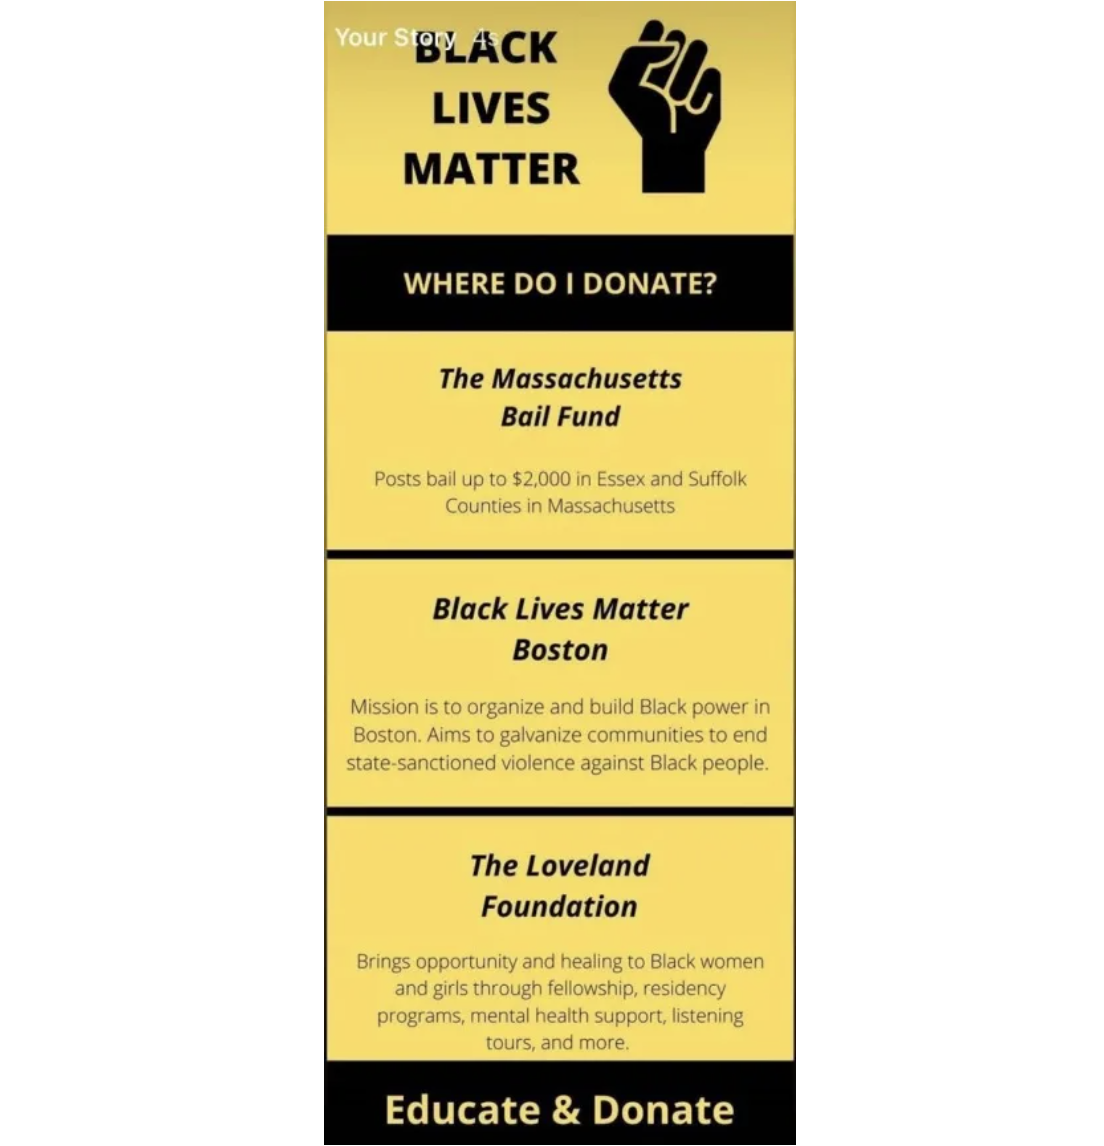 Your Story 4s
BLACK
LIVES
MATTER
WHERE DO I DONATE?
The Massachusetts
Bail Fund
Posts bail up to $2,000 in Essex and Suffolk
Counties in Massachusetts
Black Lives Matter
Boston
Mission is to organize and build Black power in
Boston. Aims to galvanize communities to end
state-sanctioned violence against Black people.
The Loveland
Foundation
Brings opportunity and healing to Black women
and girls through fellowship, residency
programs, mental health support, listening
tours, and more.
Educate & Donate